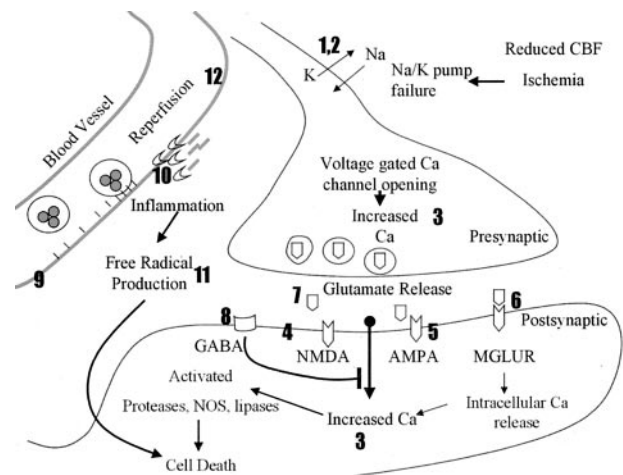 12
1,2
K
Na
Na/K pump
failure
Reduced CBF
Ischemia
Blood Vessel
Reperfusion
10
Inflammation
9
Free Radical
Production 11
Voltage gated Ca
channel opening
Increased 3
Ca
Presynaptic
7
Glutamate Release
6
Postsynaptic
8
GABA
4
NMDA
5
AMPA
MGLUR
Activated
Proteases, NOS, lipases
Increased Ca
3
Intracellular Ca
release
Cell Death